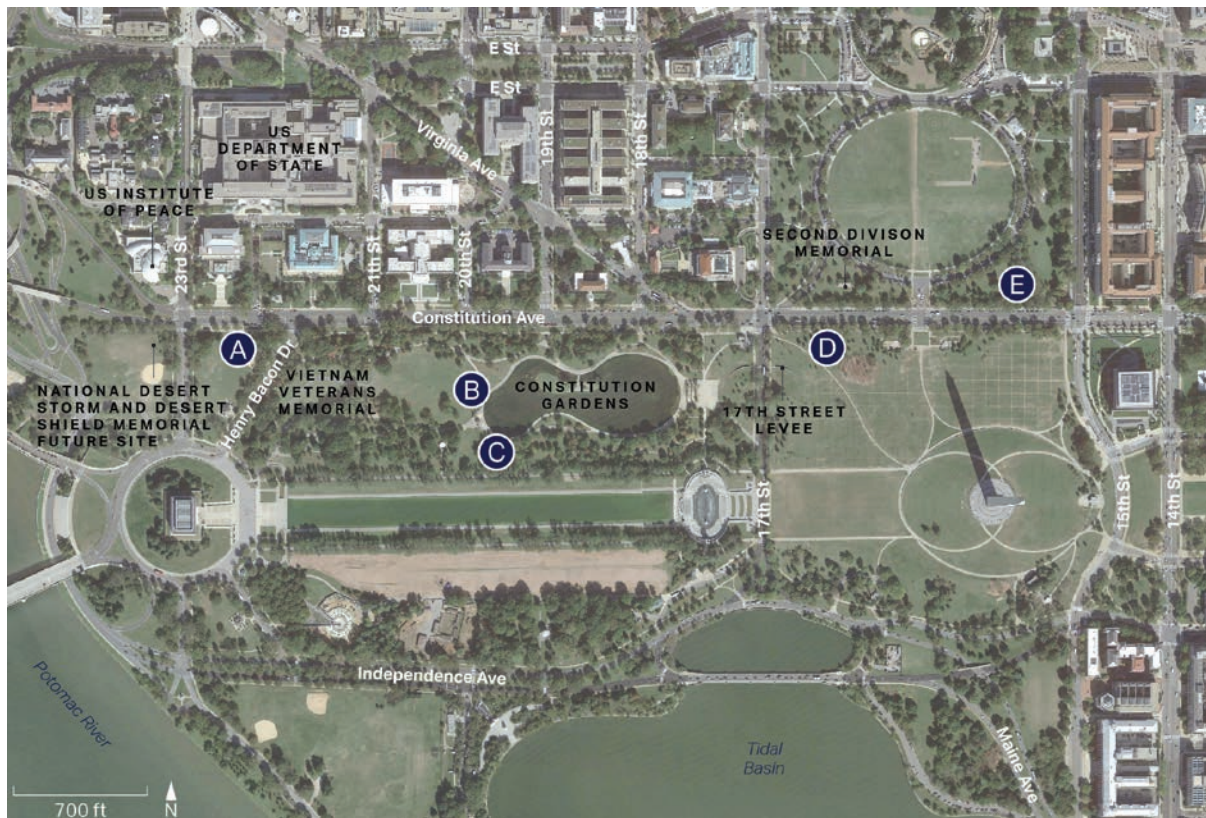 E St
E St
US
DEPARTMENT
OF STATE
Virginia Ave
19th St
18th St
US INSTITUTE
OF PEACE
23rd St
21th St
20th St
SECOND DIVISON
MEMORIAL
E
Constitution Ave
A
Henry Bacon Dr
VIETNAM
VETERANS
MEMORIAL
B
CONSTITUTION
GARDENS
D
NATIONAL DESERT
STORM AND DESERT
SHIELD MEMORIAL
FUTURE SITE
C
17TH STREET
LEVEE
17th St
15th St
14th St
Independence Ave
Potomac River
Tidal
Basin
Maine Ave
700 ft
N